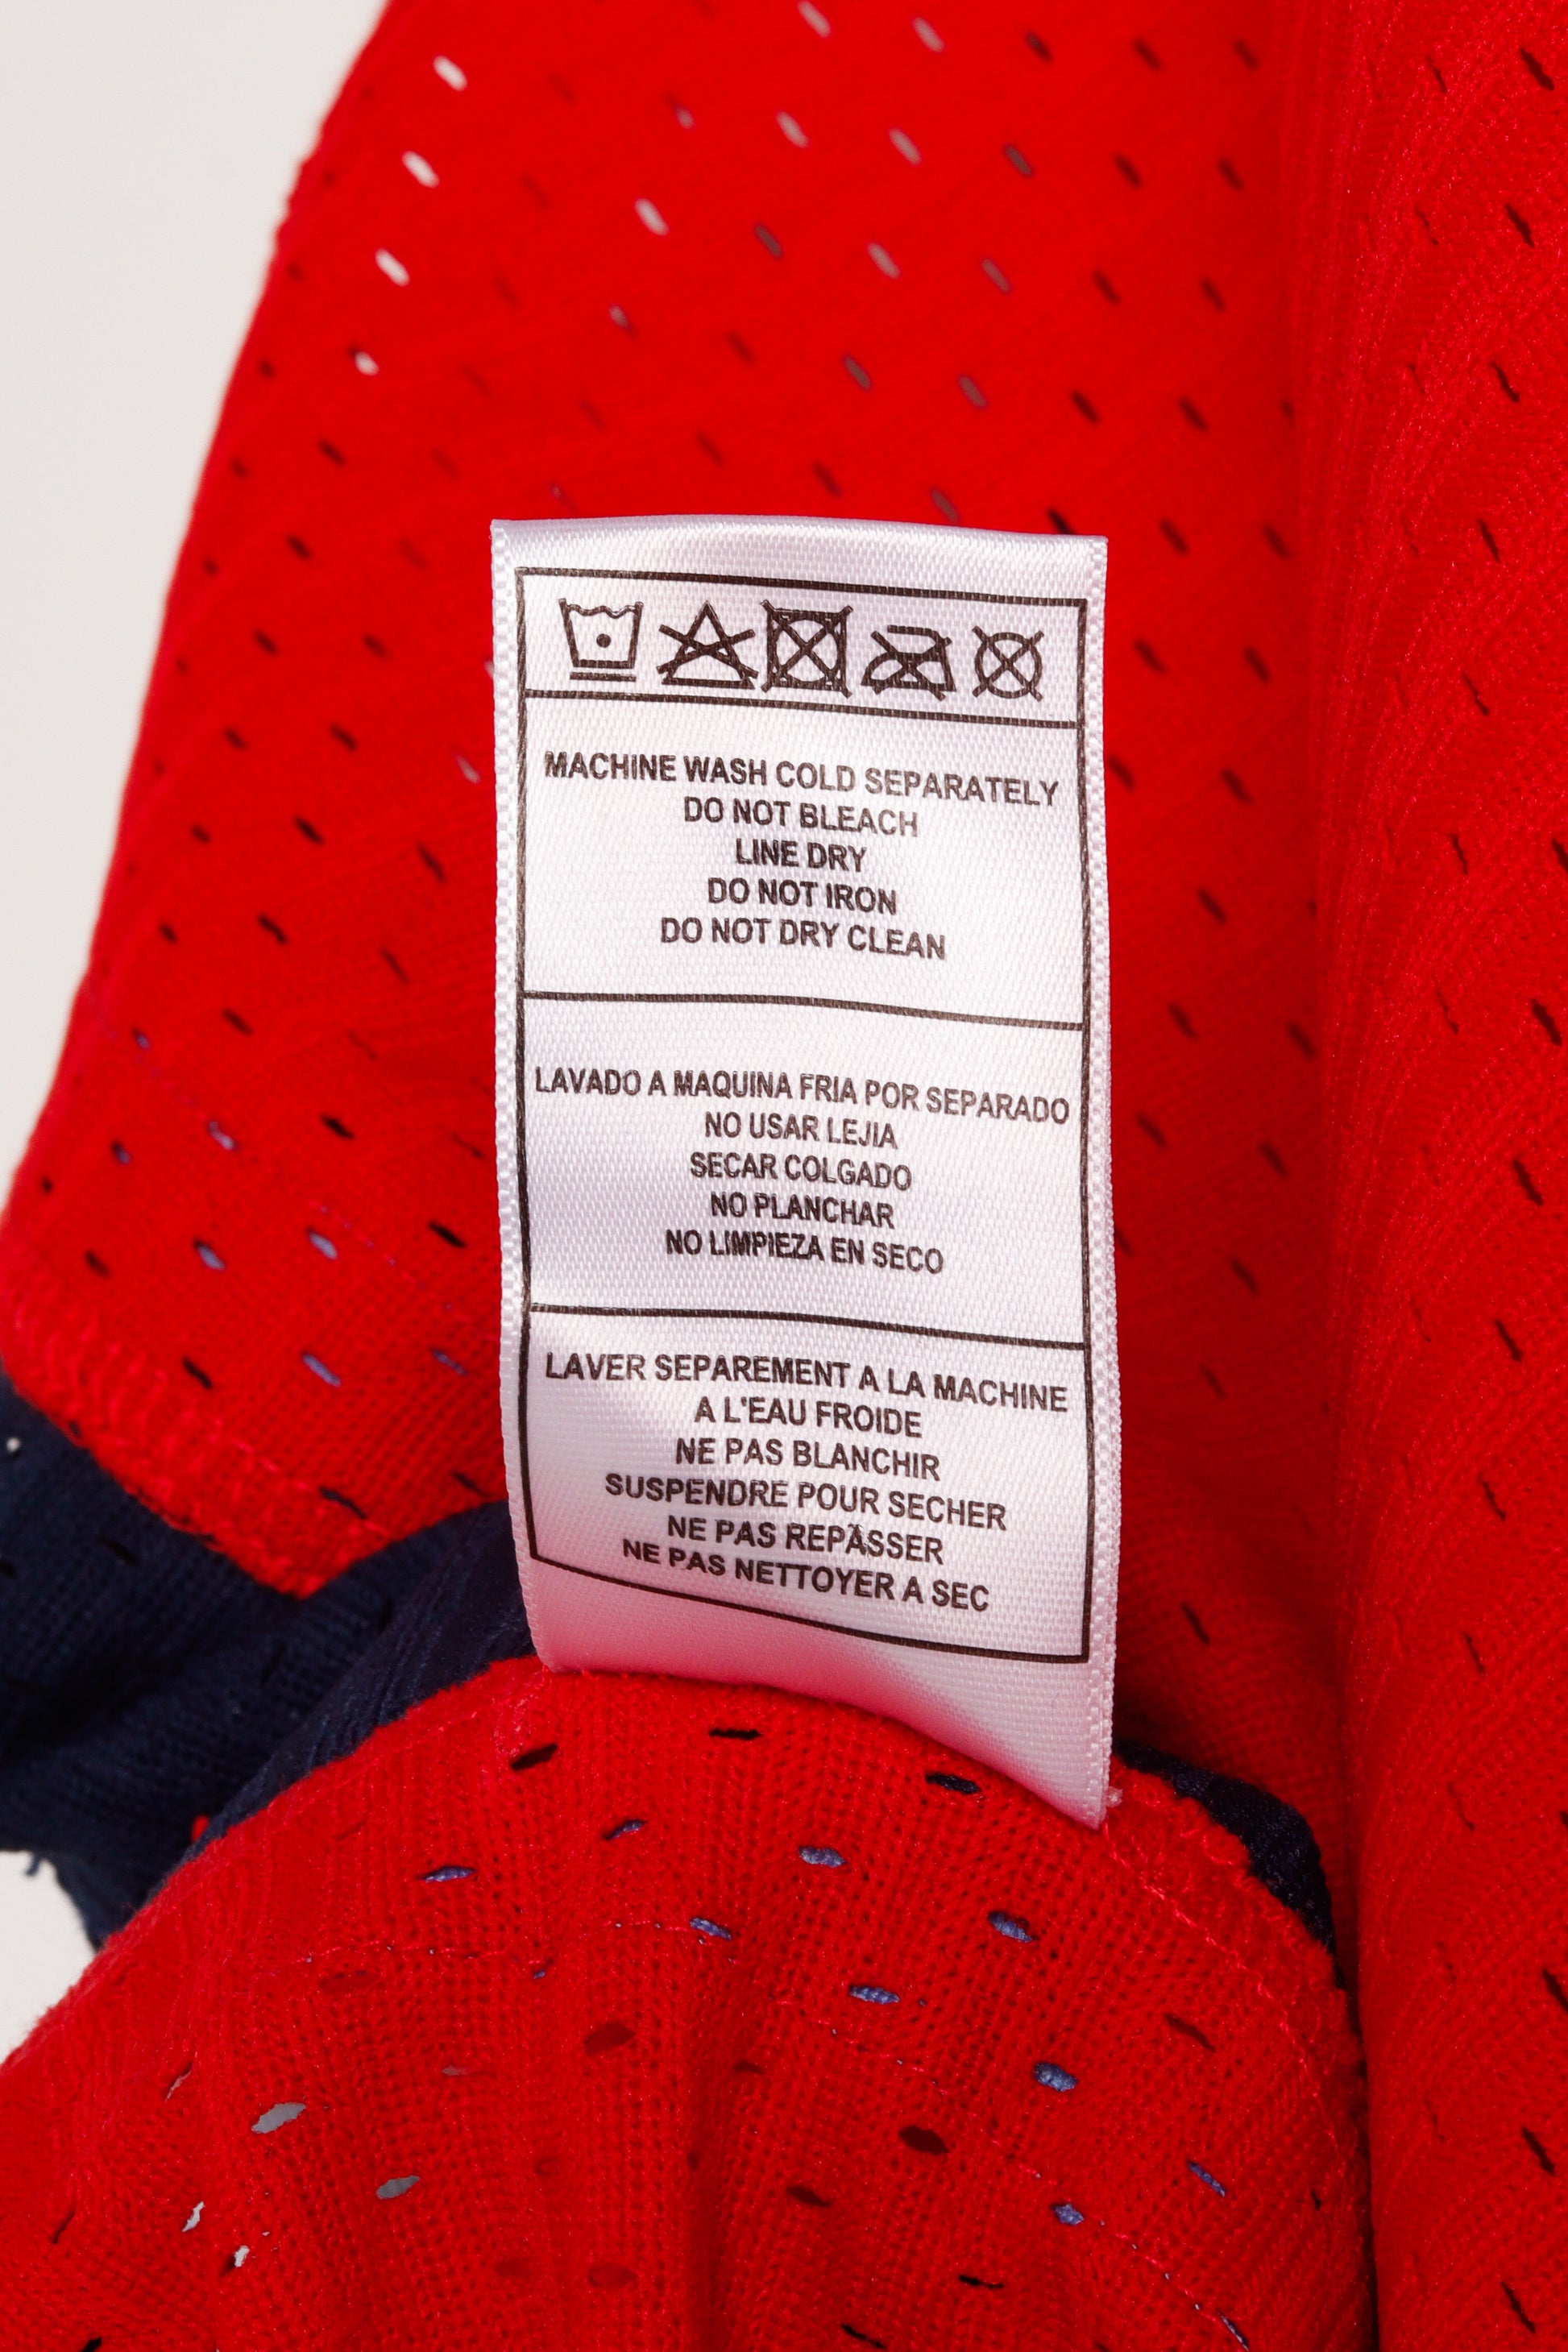 MACHINE WASH COLD SEPARATELY
DO NOT BLEACH
LINE DRY
DO NOT IRON
DO NOT DRY CLEAN
LAVADO A MAQUINA FRIA POR SEPARADO
NO USAR LEJIA
SECAR COLGADO
NO PLANCHAR
NO LIMPIEZA EN SECO
LAVER SEPAREMENT A LA MACHINE
A L'EAU FROIDE
NE PAS BLANCHIR
SUSPENDRE POUR SECHER
NE PAS REPÃSSER
NE PAS NETTOYER A SEC